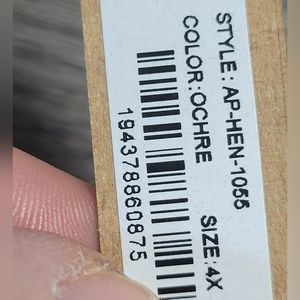 STYLE: AP-HEN-1055
COLOR:OCHRE SIZE:4X
194378860875